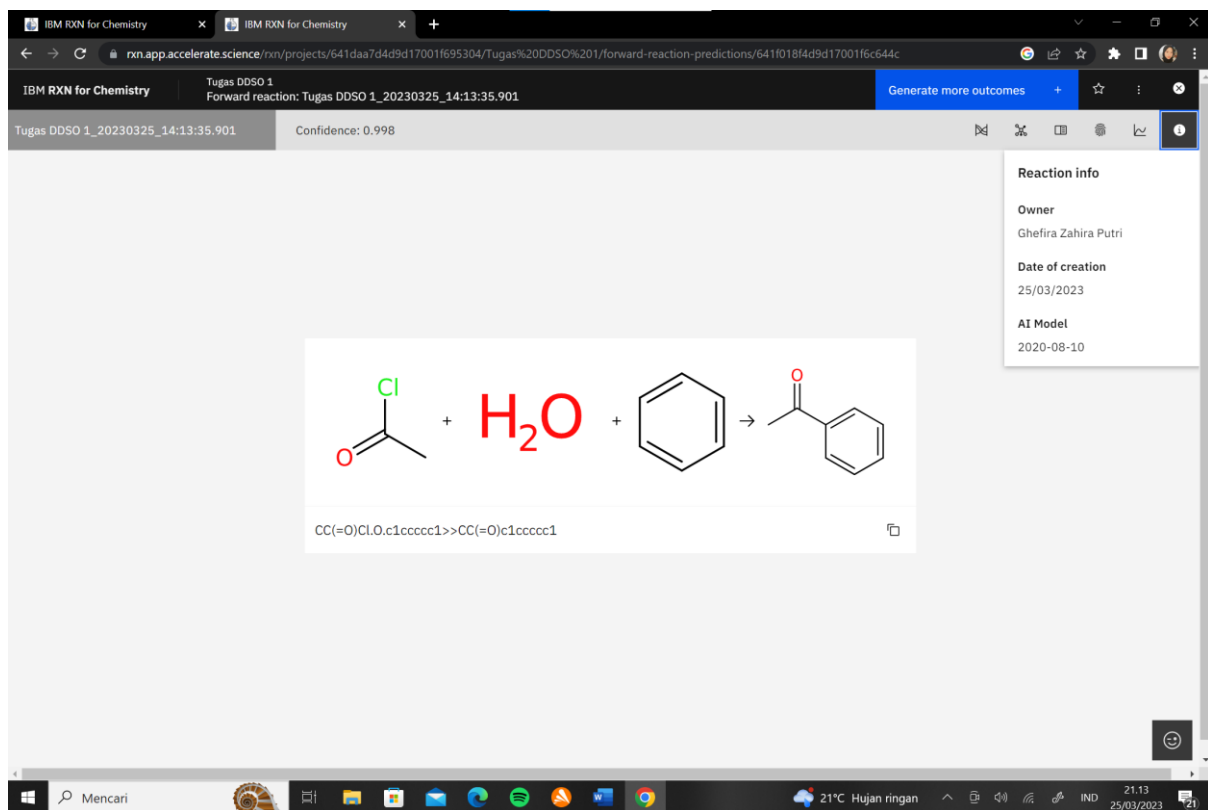 IBM RXN for Chemistry
IBM RXN for Chemistry
rxn.app.accelerate.science/rxn/projects/641daa7d4d9d17001f695304/Tugas%20DDSO%201/forward-reaction-predictions/641f018f4d9d17001f6c644c
IBM RXN for Chemistry
Tugas DDSO 1
Forward reaction: Tugas DDSO 1_20230325_14:13:35.901
Generate more outcomes +
Tugas DDSO 1_20230325_14:13:35.901
Confidence: 0.998
Reaction info
Owner
Ghefira Zahira Putri
Date of creation
25/03/2023
AI Model
2020-08-10
Cl
O
+
H2O
+
→
O
CC(=O)Cl.O.c1ccccc1>>CC(=O)c1ccccc1
Mencari
21°C Hujan ringan
IND
21.13
25/03/2023
21